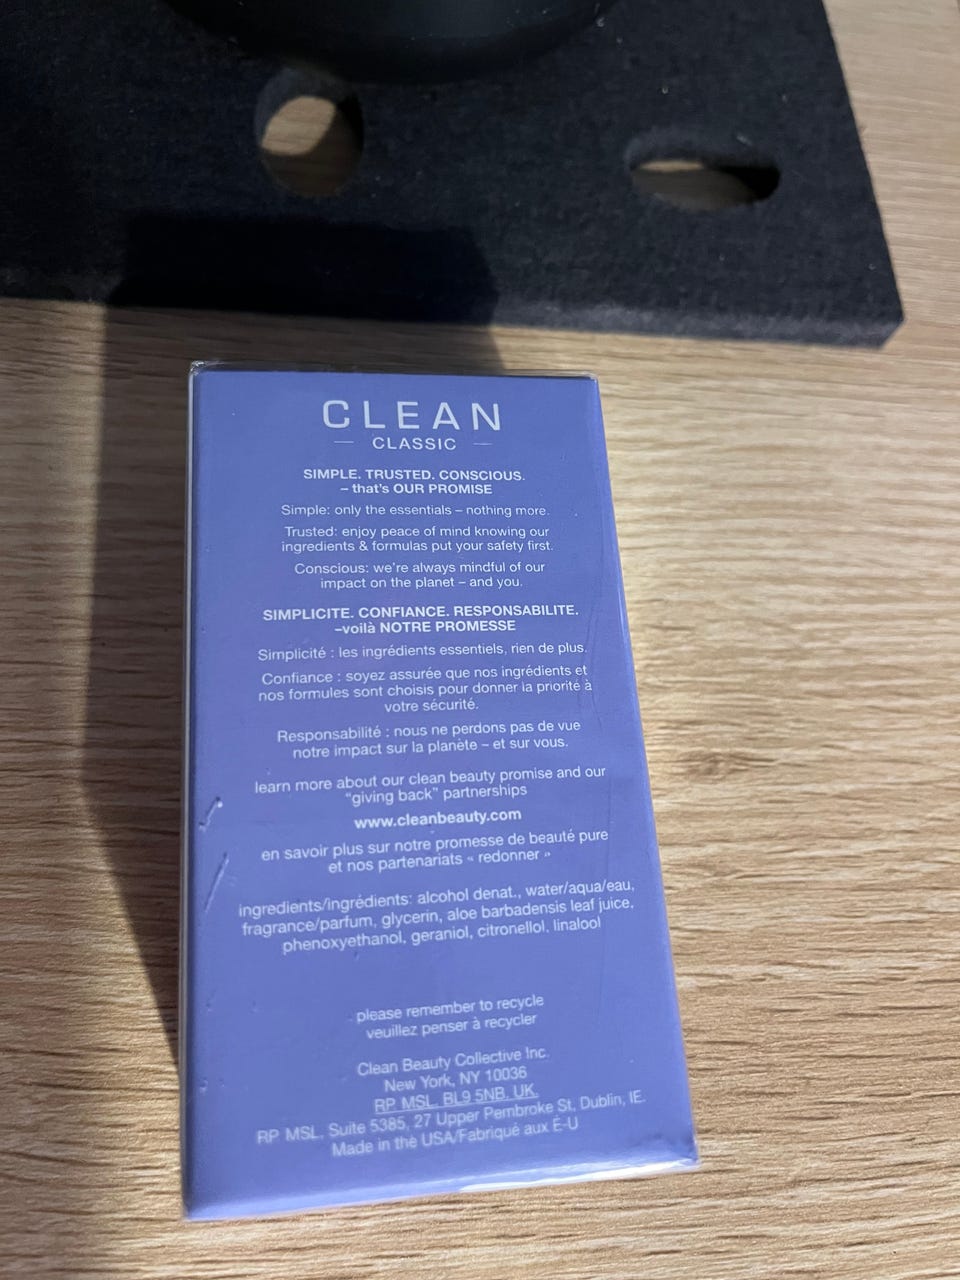 CLEAN
CLASSIC
SIMPLE. TRUSTED. CONSCIOUS.
– that's OUR PROMISE
Simple: only the essentials – nothing more.
Trusted: enjoy peace of mind knowing our
ingredients & formulas put your safety first.
Conscious: we're always mindful of our
impact on the planet – and you.
SIMPLICITE. CONFIANCE. RESPONSABILITE.
–voilà NOTRE PROMESSE
Simplicité : les ingrédients essentiels, rien de plus.
Confiance : soyez assurée que nos ingrédients et
nos formules sont choisis pour donner la priorité à
votre sécurité.
Responsabilité : nous ne perdons pas de vue
notre impact sur la planète – et sur vous.
learn more about our clean beauty promise and our
"giving back" partnerships
www.cleanbeauty.com
en savoir plus sur notre promesse de beauté pure
et nos partenariats « redonner »
ingredients/ingrédients: alcohol denat., water/aqua/eau,
fragrance/parfum, glycerin, aloe barbadensis leaf juice,
phenoxyethanol, geraniol, citronellol, linalool
please remember to recycle
veuillez penser à recycler
Clean Beauty Collective Inc.
New York, NY 10036
RP MSL. BL9 5NB. UK.
RP MSL. Suite 5385, 27 Upper Pembroke St, Dublin, IE.
Made in the USA/Fabriqué aux É-U